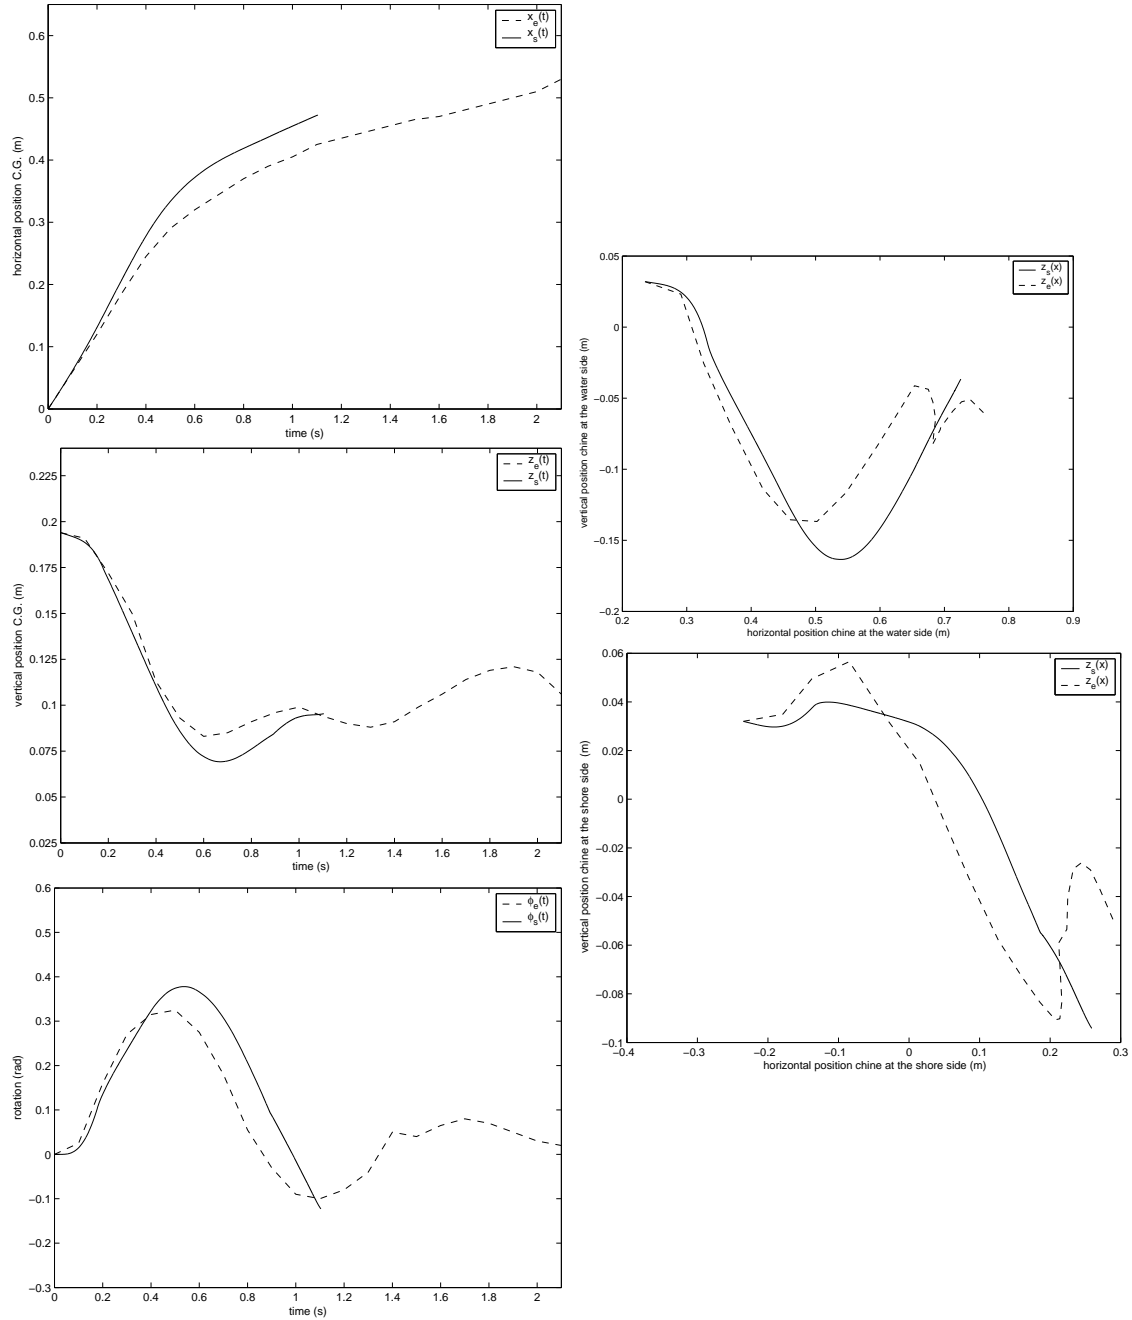 x_e(t)
x_s(t)
0.6
0.5
0.4
0.3
0.2
0.1
0
horizontal position C.G. (m)
0 0.2 0.4 0.6 0.8 1 1.2 1.4 1.6 1.8 2
time (s)
z_e(t)
z_s(t)
0.225
0.2
0.175
0.15
0.125
0.1
0.075
0.05
0.025
vertical position C.G. (m)
0 0.2 0.4 0.6 0.8 1 1.2 1.4 1.6 1.8 2
time (s)
ϕ_e(t)
ϕ_s(t)
0.6
0.5
0.4
0.3
0.2
0.1
0
−0.1
−0.2
−0.3
rotation (rad)
0 0.2 0.4 0.6 0.8 1 1.2 1.4 1.6 1.8 2
time (s)
z_s(x)
z_e(x)
0.05
0
−0.05
−0.1
−0.15
−0.2
vertical position chine at the water side (m)
0.2 0.3 0.4 0.5 0.6 0.7 0.8 0.9
horizontal position chine at the water side (m)
z_s(x)
z_e(x)
0.06
0.04
0.02
0
−0.02
−0.04
−0.06
−0.08
−0.1
vertical position chine at the shore side (m)
−0.4 −0.3 −0.2 −0.1 0 0.1 0.2 0.3
horizontal position chine at the shore side (m)